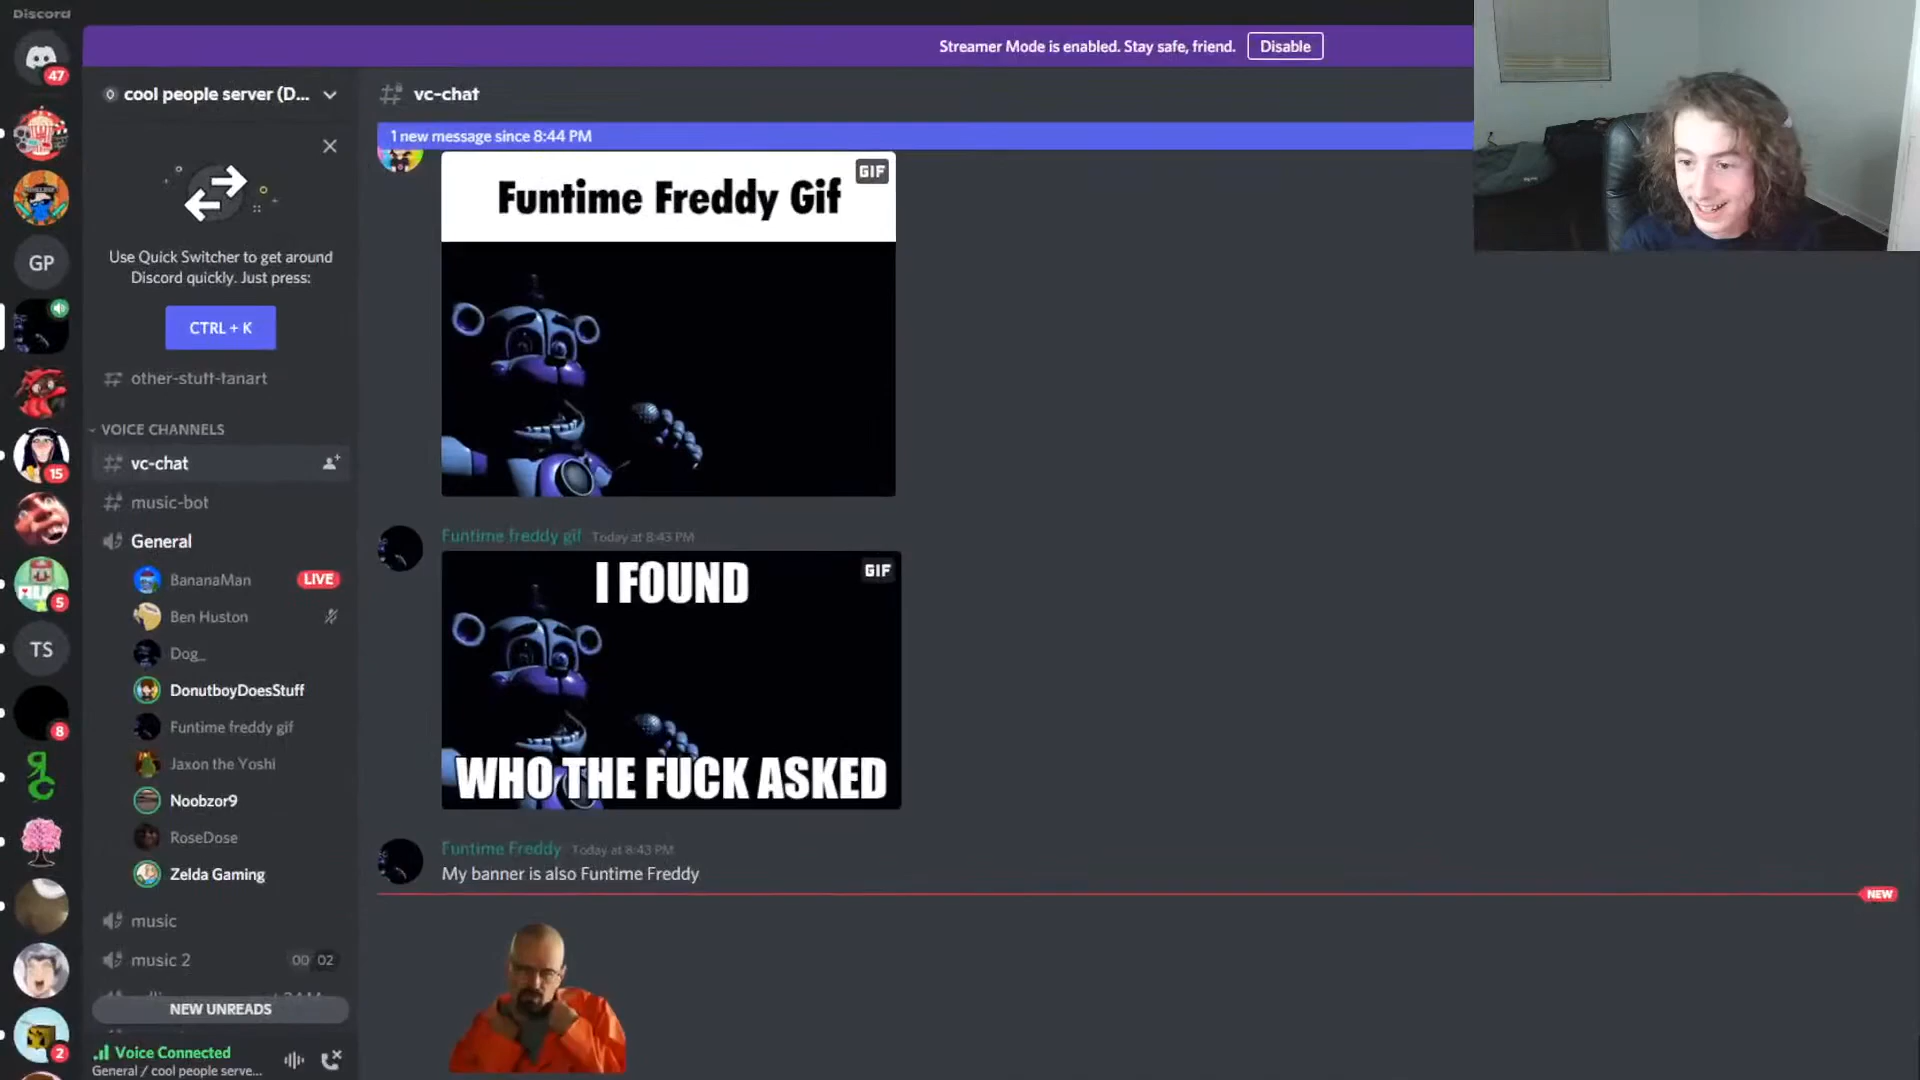 Discord
Streamer Mode is enabled. Stay safe, friend.
Disable
47
cool people server (D...
vc-chat
1 new message since 8:44 PM
GIF
Funtime Freddy Gif
Use Quick Switcher to get around
Discord quickly. Just press:
GP
CTRL + K
other-stuff-fanart
VOICE CHANNELS
vc-chat
15
music-bot
General
Funtime freddy gif Today at 8:43 PM
GIF
I FOUND
WHO THE FUCK ASKED
BananaMan
LIVE
5
Ben Huston
TS
Dog_
DonutboyDoesStuff
8
Funtime freddy gif
Jaxon the Yoshi
Noobzor9
RoseDose
Zelda Gaming
Funtime Freddy Today at 8:43 PM
My banner is also Funtime Freddy
NEW
music
music 2
00 02
NEW UNREADS
2
Voice Connected
General / cool people serve...